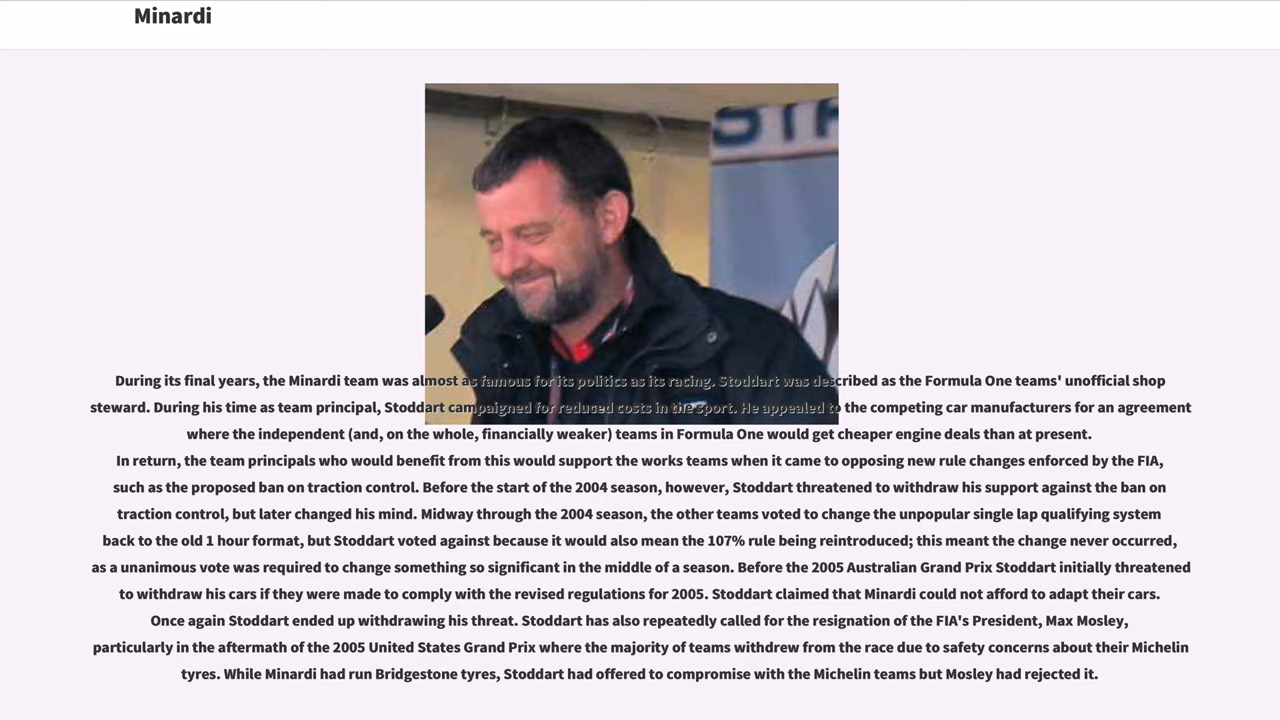 Minardi
STA
During its final years, the Minardi team was almost as famous for its politics as its racing. Stoddart was described as the Formula One teams' unofficial shop
steward. During his time as team principal, Stoddart campaigned for reduced costs in the sport. He appealed to the competing car manufacturers for an agreement
where the independent (and, on the whole, financially weaker) teams in Formula One would get cheaper engine deals than at present.
In return, the team principals who would benefit from this would support the works teams when it came to opposing new rule changes enforced by the FIA,
such as the proposed ban on traction control. Before the start of the 2004 season, however, Stoddart threatened to withdraw his support against the ban on
traction control, but later changed his mind. Midway through the 2004 season, the other teams voted to change the unpopular single lap qualifying system
back to the old 1 hour format, but Stoddart voted against because it would also mean the 107% rule being reintroduced; this meant the change never occurred,
as a unanimous vote was required to change something so significant in the middle of a season. Before the 2005 Australian Grand Prix Stoddart initially threatened
to withdraw his cars if they were made to comply with the revised regulations for 2005. Stoddart claimed that Minardi could not afford to adapt their cars.
Once again Stoddart ended up withdrawing his threat. Stoddart has also repeatedly called for the resignation of the FIA's President, Max Mosley,
particularly in the aftermath of the 2005 United States Grand Prix where the majority of teams withdrew from the race due to safety concerns about their Michelin
tyres. While Minardi had run Bridgestone tyres, Stoddart had offered to compromise with the Michelin teams but Mosley had rejected it.